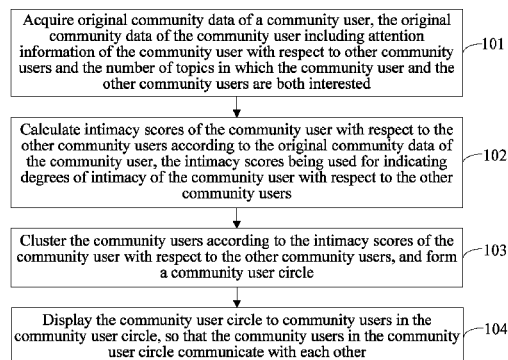 Acquire original community data of a community user, the original
community data of the community user including attention
information of the community user with respect to other community
users and the number of topics in which the community user and the
other community users are both interested
101
Calculate intimacy scores of the community user with respect to the
other community users according to the original community data of
the community user, the intimacy scores being used for indicating
degrees of intimacy of the community user with respect to the other
community users
102
Cluster the community users according to the intimacy scores of the
community user with respect to the other community users, and form
a community user circle
103
Display the community user circle to community users in the
community user circle, so that the community users in the community
user circle communicate with each other
104